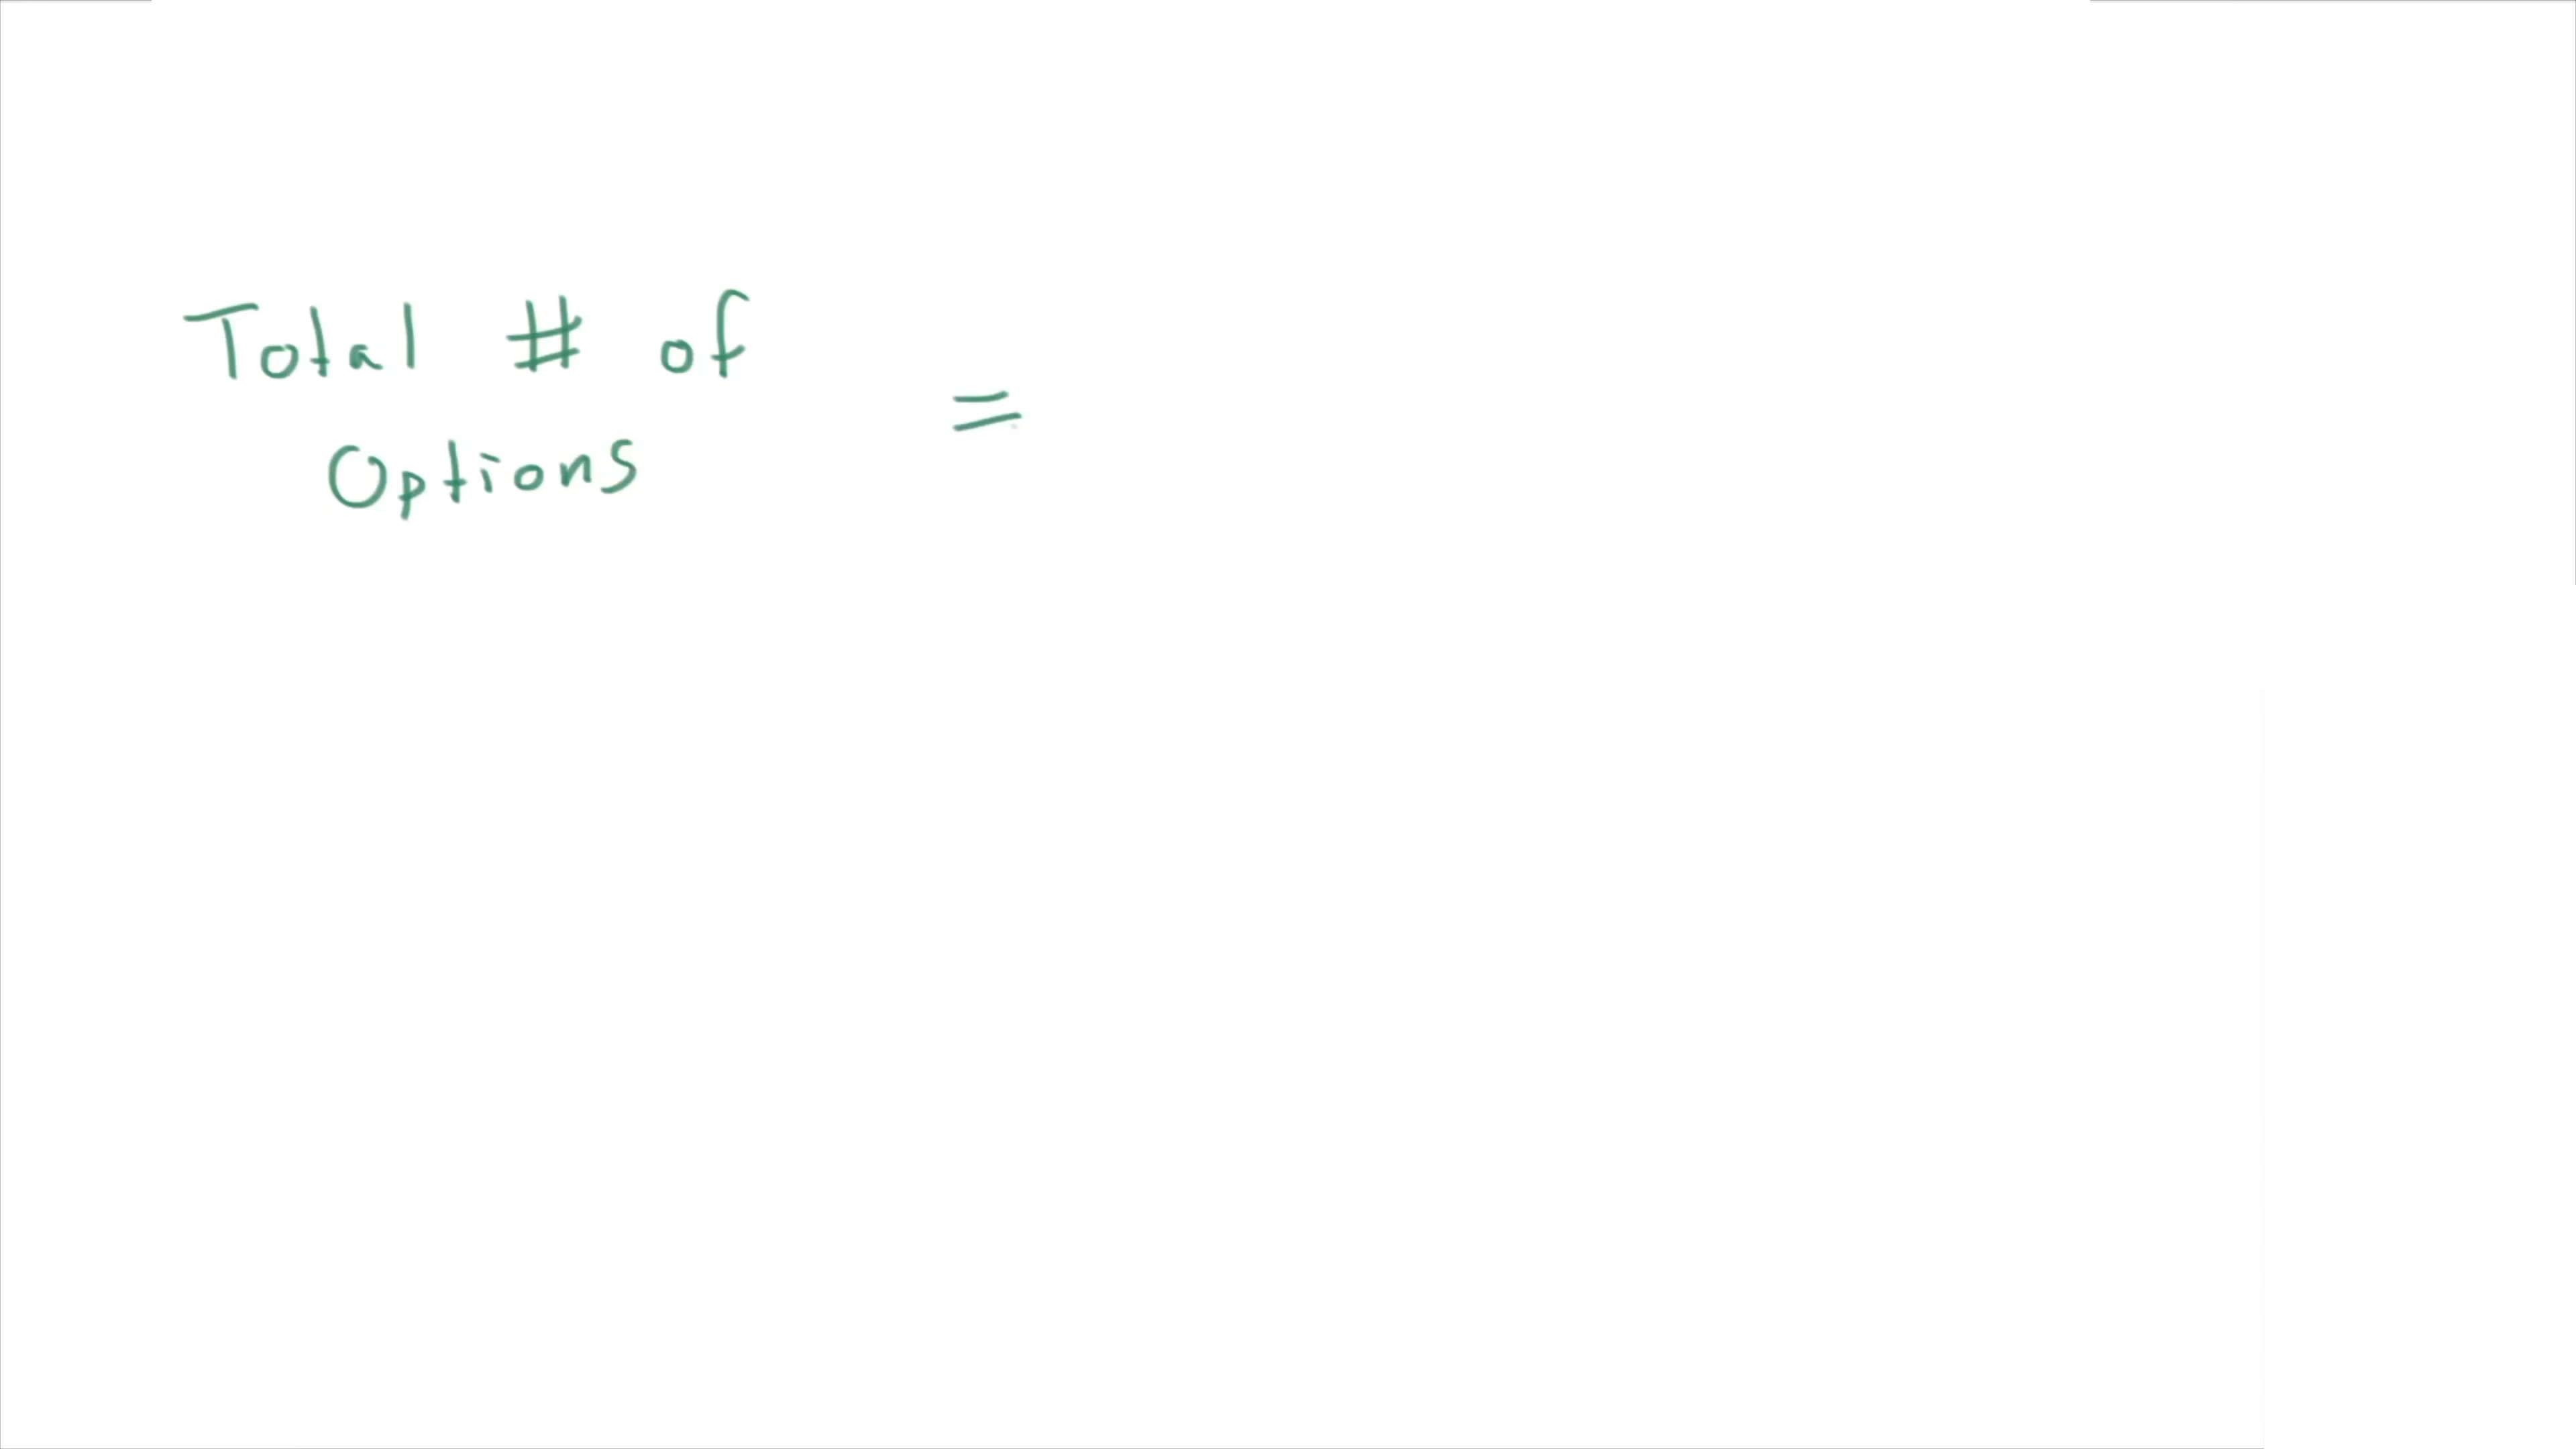 Total # of
Options =